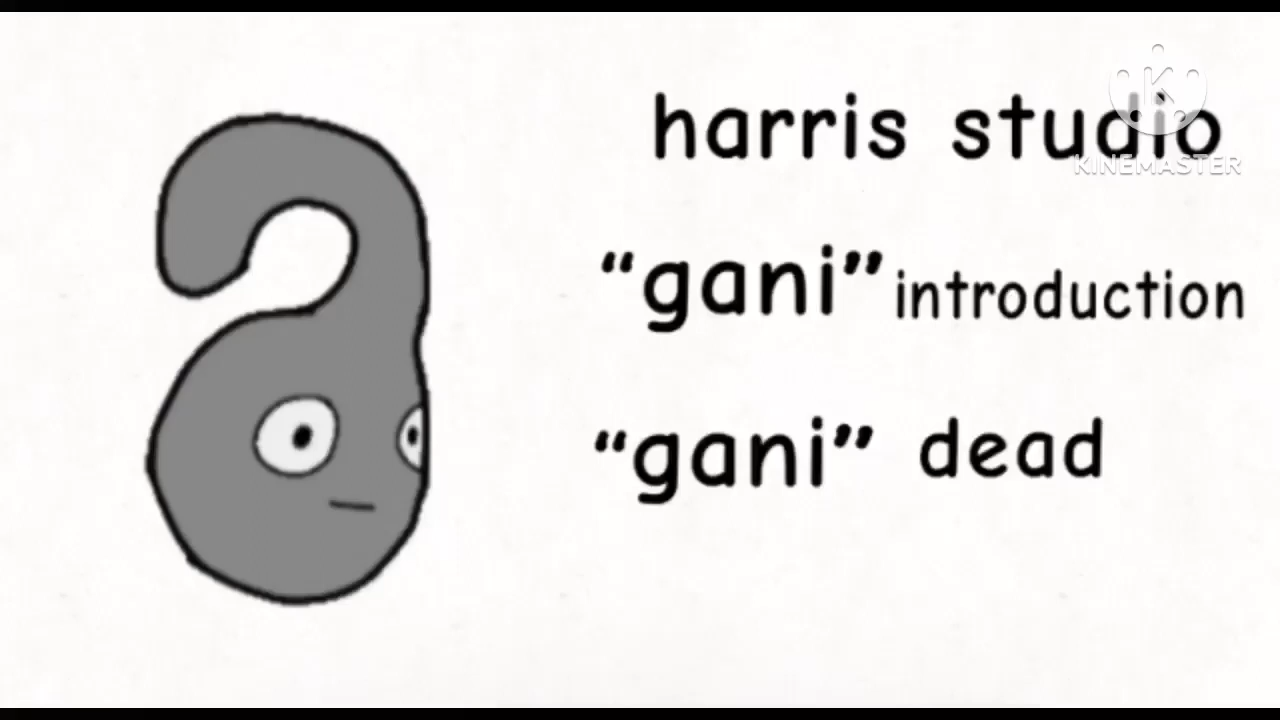 harris studio
KINEMASTER
“gani” introduction
“gani” dead